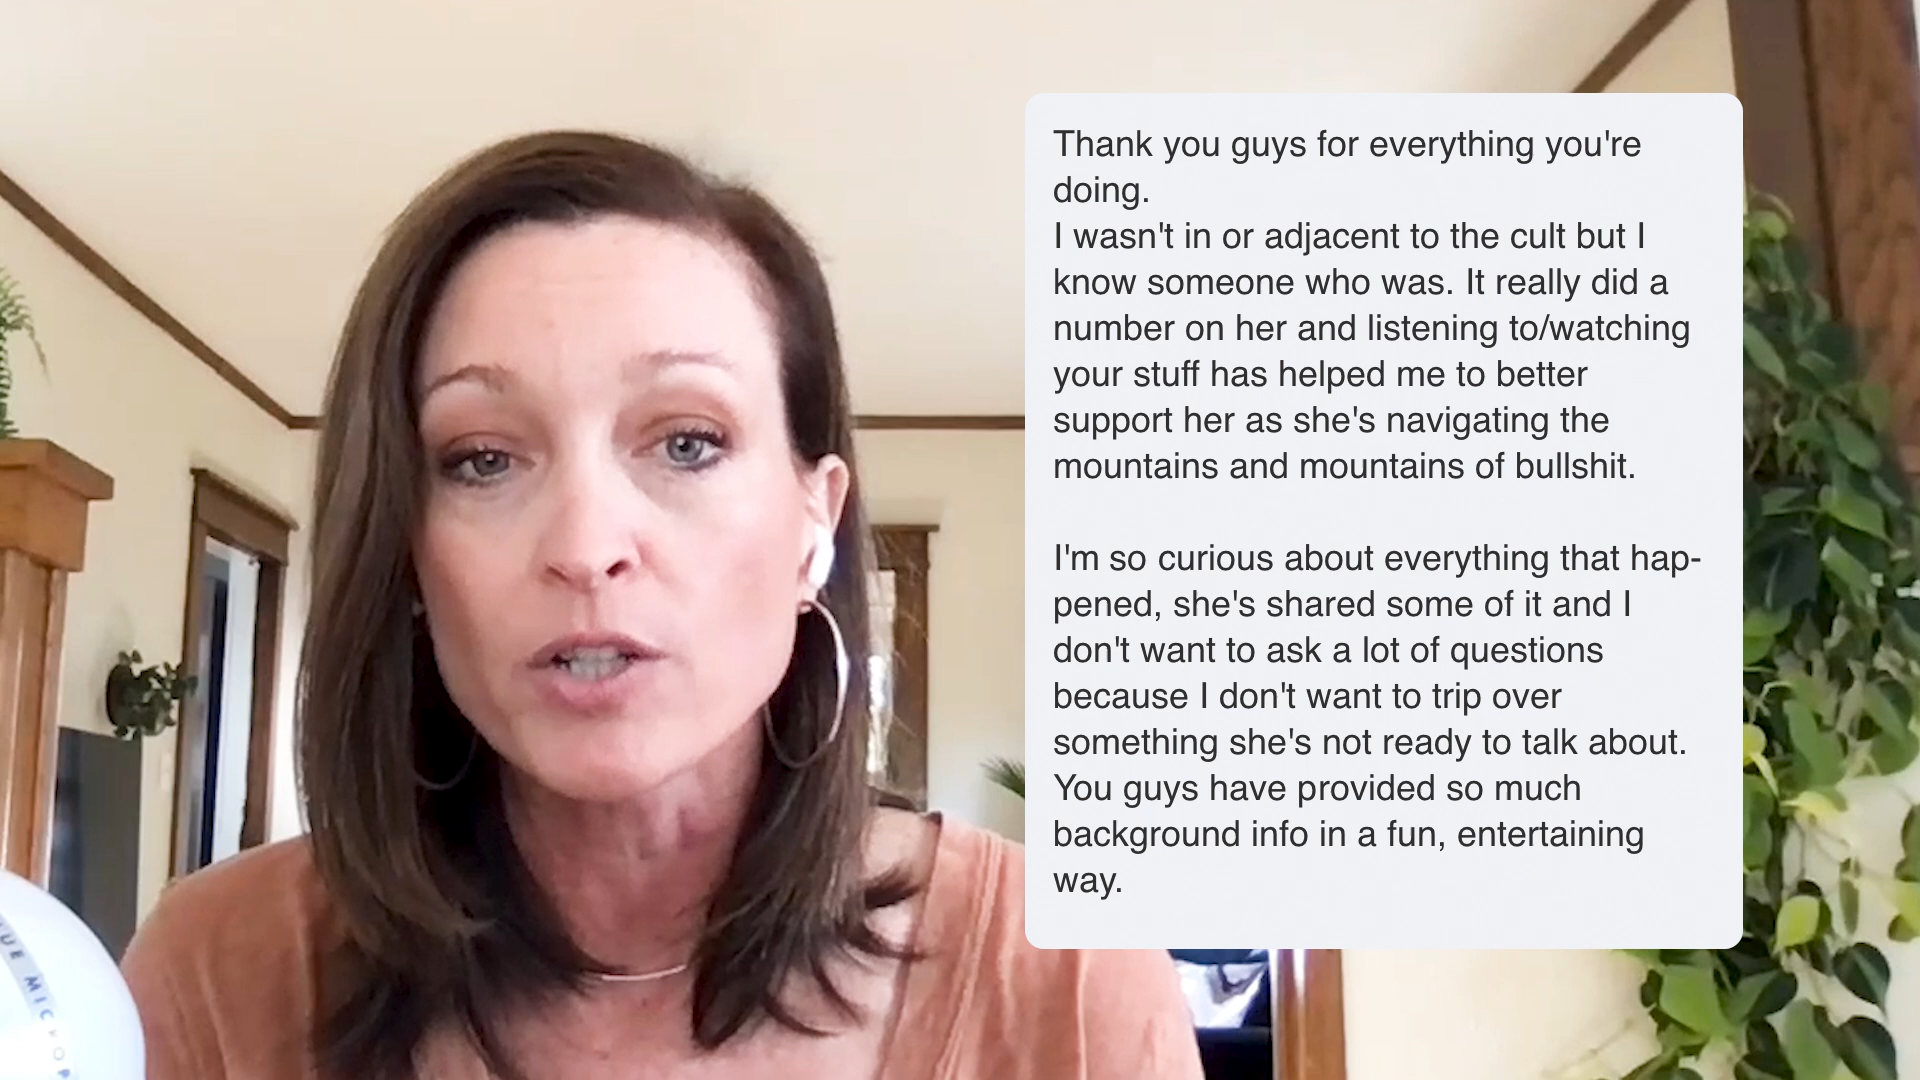 Thank you guys for everything you're
doing.
I wasn't in or adjacent to the cult but I
know someone who was. It really did a
number on her and listening to/watching
your stuff has helped me to better
support her as she's navigating the
mountains and mountains of bullshit.
I'm so curious about everything that hap-
pened, she's shared some of it and I
don't want to ask a lot of questions
because I don't want to trip over
something she's not ready to talk about.
You guys have provided so much
background info in a fun, entertaining
way.